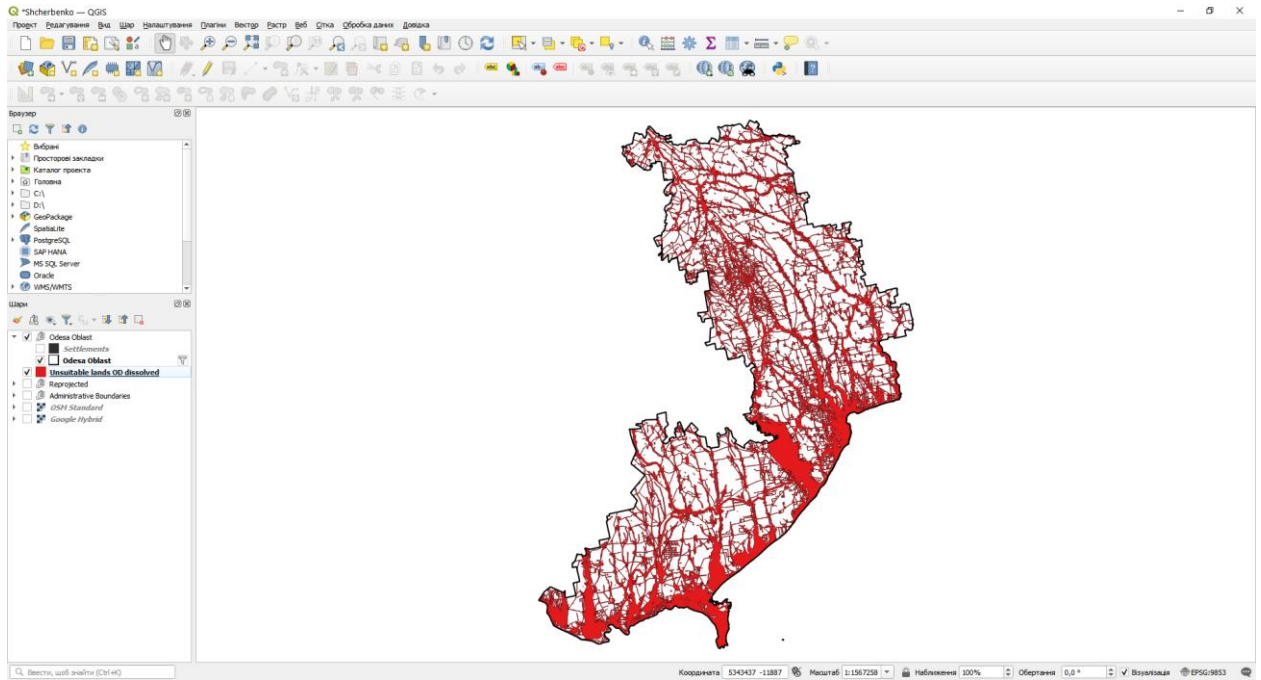 *Shcherbenko — QGIS
Проект Редагування Вид Шар Налаштування Плагіни Вектор Растр Веб Сітка Обробка даних Довідка
Браузер
Вибрані
Просторові закладки
Каталог проекта
Головна
C:\
D:\
GeoPackage
SpatiaLite
PostgreSQL
SAP HANA
MS SQL Server
Oracle
WMS/WMTS
Шари
Odesa Oblast
Settlements
Odesa Oblast
Unsuitable lands OD dissolved
Reprojected
Administrative Boundaries
OSM Standard
Google Hybrid
Ввести, щоб знайти (Ctrl+K) Координата 5343437 -11887 Масштаб 1:1567258 Наближення 100% Обертання 0,0 ° Візуалізація EPSG:9853